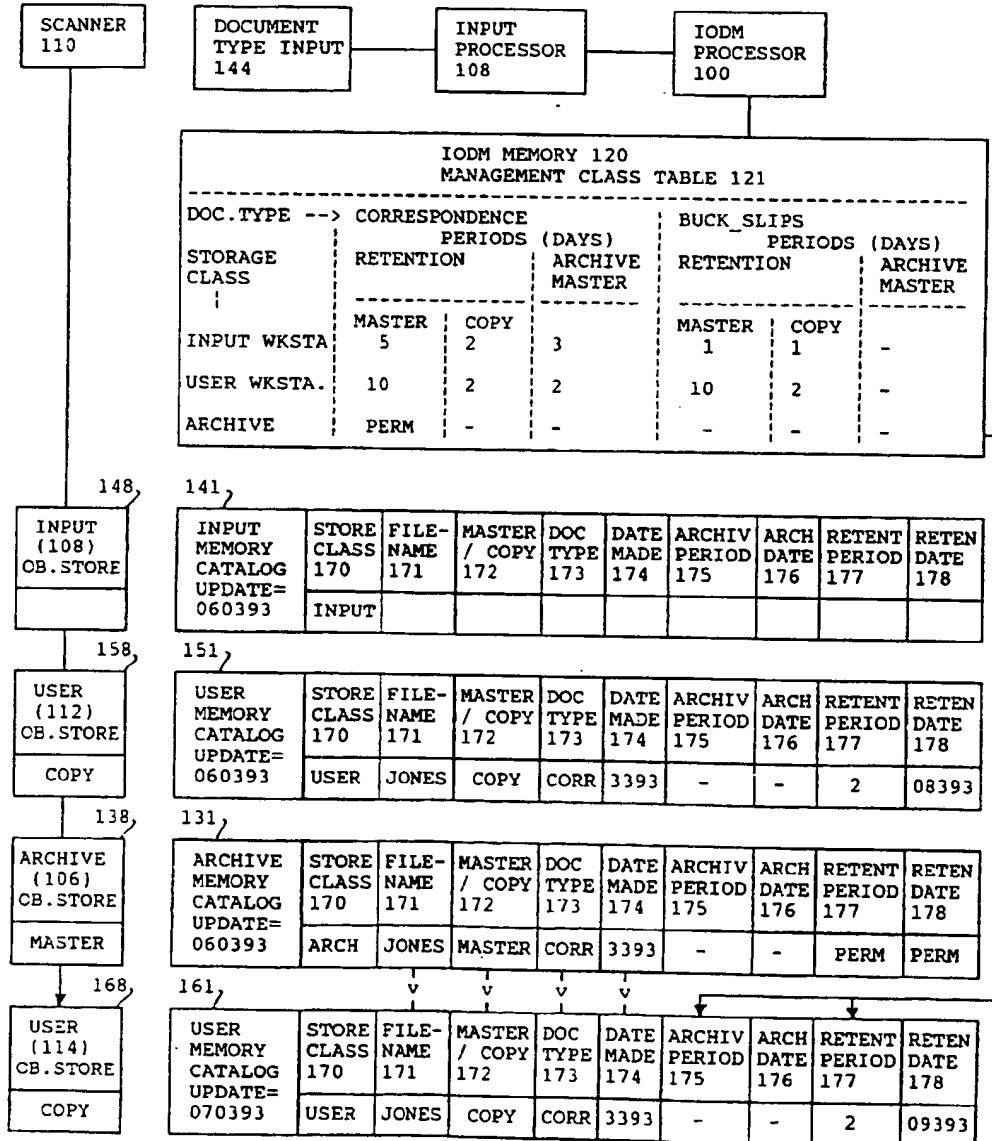 SCANNER
110
DOCUMENT
TYPE INPUT
144
INPUT
PROCESSOR
108
IODM
PROCESSOR
100
IODM MEMORY 120
MANAGEMENT CLASS TABLE 121
DOC.TYPE --> CORRESPONDENCE BUCK_SLIPS
PERIODS (DAYS) PERIODS (DAYS)
STORAGE RETENTION ARCHIVE RETENTION ARCHIVE
CLASS MASTER MASTER
MASTER COPY MASTER COPY
INPUT WKSTA 5 2 3 1 1 -
USER WKSTA. 10 2 2 10 2 -
ARCHIVE PERM - - - - -
148
INPUT
(108)
OB.STORE
141
INPUT STORE FILE- MASTER DOC DATE ARCHIV ARCH RETENT RETEN
MEMORY CLASS NAME / COPY TYPE MADE PERIOD DATE PERIOD DATE
CATALOG 170 171 172 173 174 175 176 177 178
UPDATE=
060393 INPUT
158
USER
(112)
OB.STORE
COPY
151
USER STORE FILE- MASTER DOC DATE ARCHIV ARCH RETENT RETEN
MEMORY CLASS NAME / COPY TYPE MADE PERIOD DATE PERIOD DATE
CATALOG 170 171 172 173 174 175 176 177 178
UPDATE=
060393 USER JONES COPY CORR 3393 - - 2 08393
138
ARCHIVE
(106)
OB.STORE
MASTER
131
ARCHIVE STORE FILE- MASTER DOC DATE ARCHIV ARCH RETENT RETEN
MEMORY CLASS NAME / COPY TYPE MADE PERIOD DATE PERIOD DATE
CATALOG 170 171 172 173 174 175 176 177 178
UPDATE=
060393 ARCH JONES MASTER CORR 3393 - - PERM PERM
168
USER
(114)
OB.STORE
COPY
161
USER STORE FILE- MASTER DOC DATE ARCHIV ARCH RETENT RETEN
MEMORY CLASS NAME / COPY TYPE MADE PERIOD DATE PERIOD DATE
CATALOG 170 171 172 173 174 175 176 177 178
UPDATE=
070393 USER JONES COPY CORR 3393 - - 2 09393